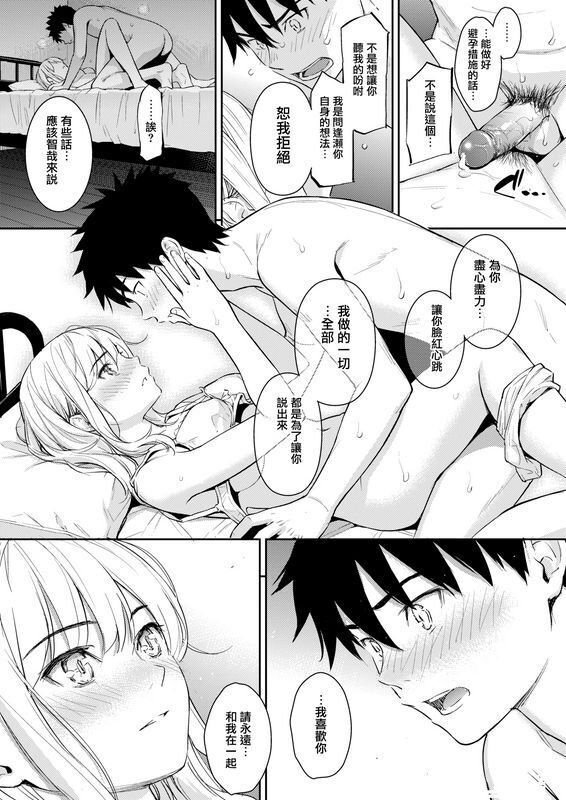 …能做好
避孕措施的話…
不是說這個…
不是想讓你
聽我的吩咐
我是問逢瀨你
自身的想法…
恕我拒絕
……誒?
有些話…
應該智哉來説
為你
盡心盡力…
讓你臉紅心跳
我做的一切
…全部
都是為了讓你
説出來
…我喜歡你
請永遠…
和我在一起